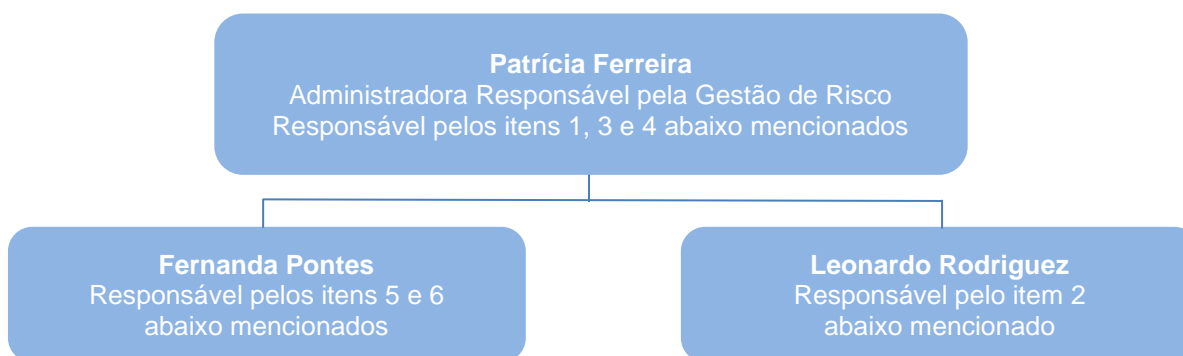 Patrícia Ferreira
Administradora Responsável pela Gestão de Risco
Responsável pelos itens 1, 3 e 4 abaixo mencionados
Fernanda Pontes
Responsável pelos itens 5 e 6
abaixo mencionados
Leonardo Rodriguez
Responsável pelo item 2
abaixo mencionado